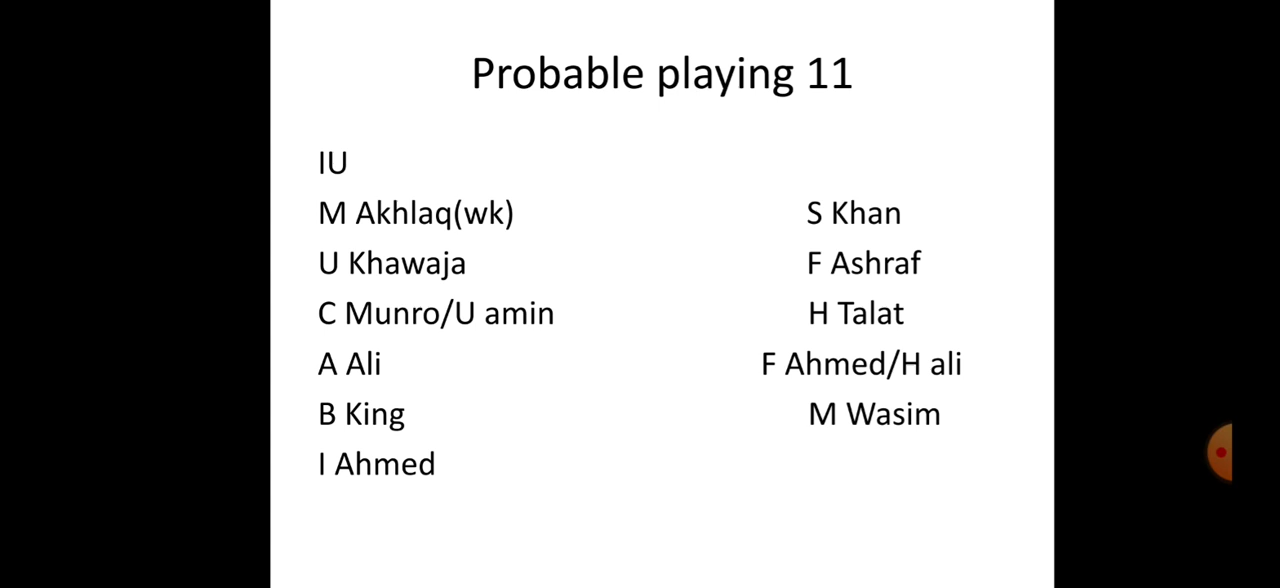 Probable playing 11
IU
M Akhlaq(wk)
U Khawaja
C Munro/U amin
A Ali
B King
I Ahmed
S Khan
F Ashraf
H Talat
F Ahmed/H ali
M Wasim